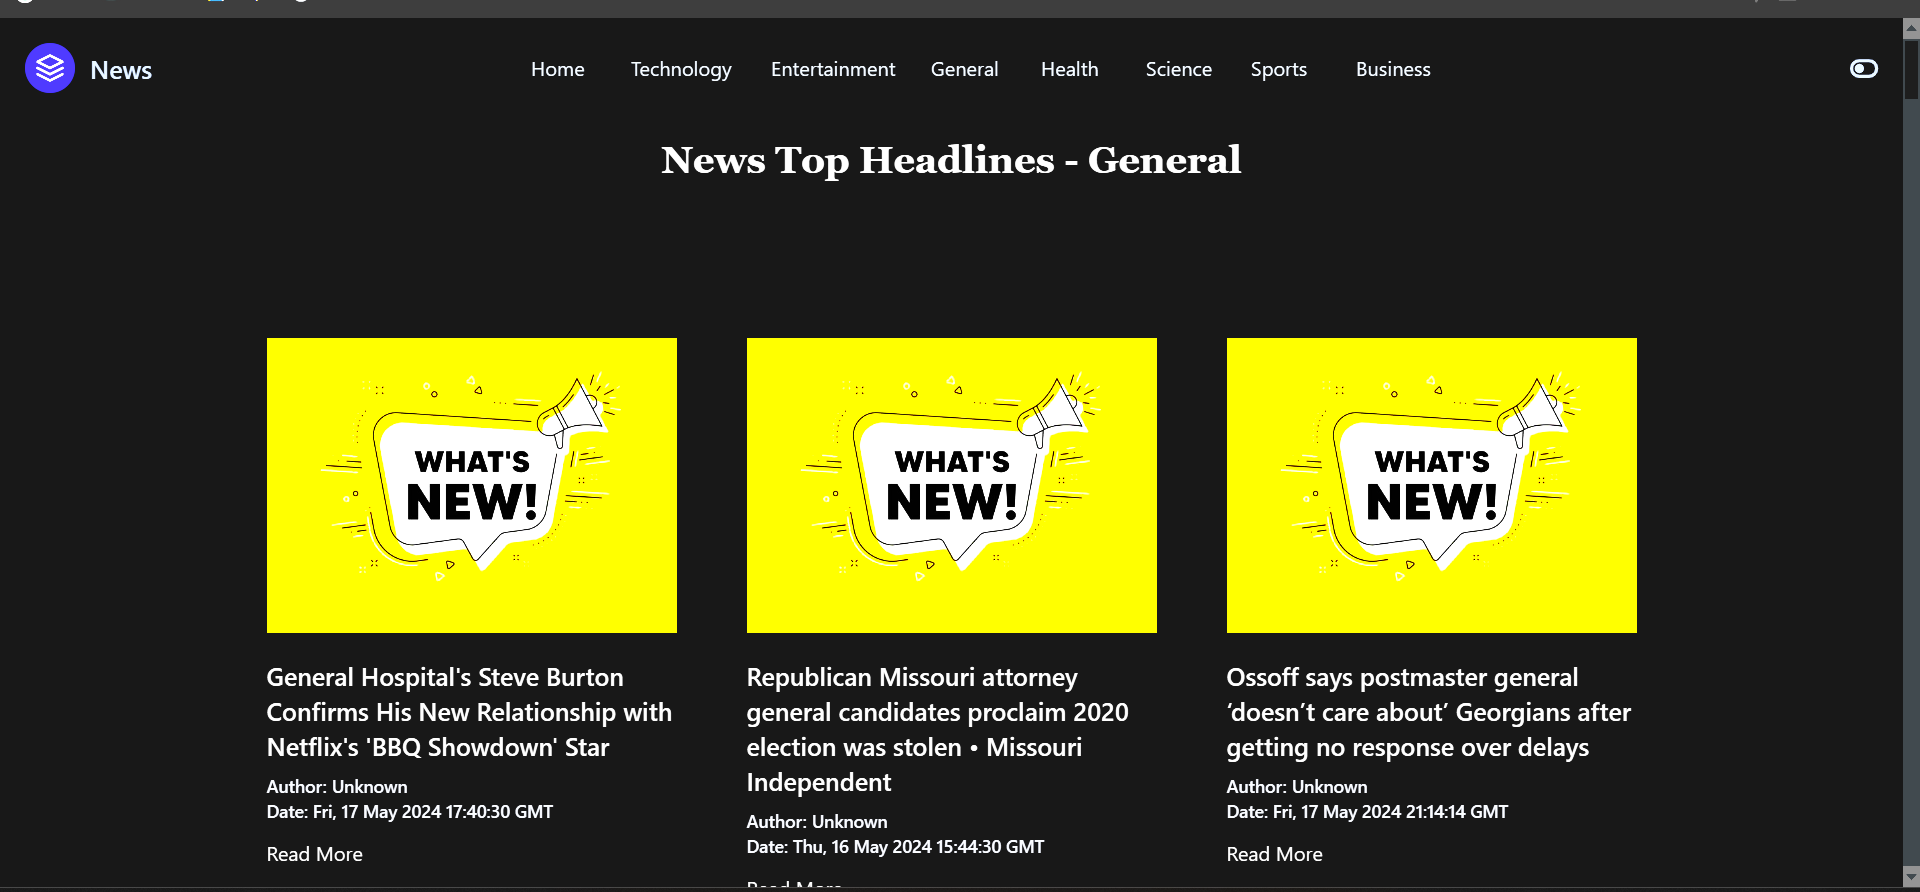 News
Home Technology Entertainment General Health Science Sports Business
News Top Headlines - General
WHAT'S
NEW!
WHAT'S
NEW!
WHAT'S
NEW!
General Hospital's Steve Burton
Confirms His New Relationship with
Netflix's 'BBQ Showdown' Star
Author: Unknown
Date: Fri, 17 May 2024 17:40:30 GMT
Read More
Republican Missouri attorney
general candidates proclaim 2020
election was stolen • Missouri
Independent
Author: Unknown
Date: Thu, 16 May 2024 15:44:30 GMT
Read More
Ossoff says postmaster general
‘doesn’t care about’ Georgians after
getting no response over delays
Author: Unknown
Date: Fri, 17 May 2024 21:14:14 GMT
Read More